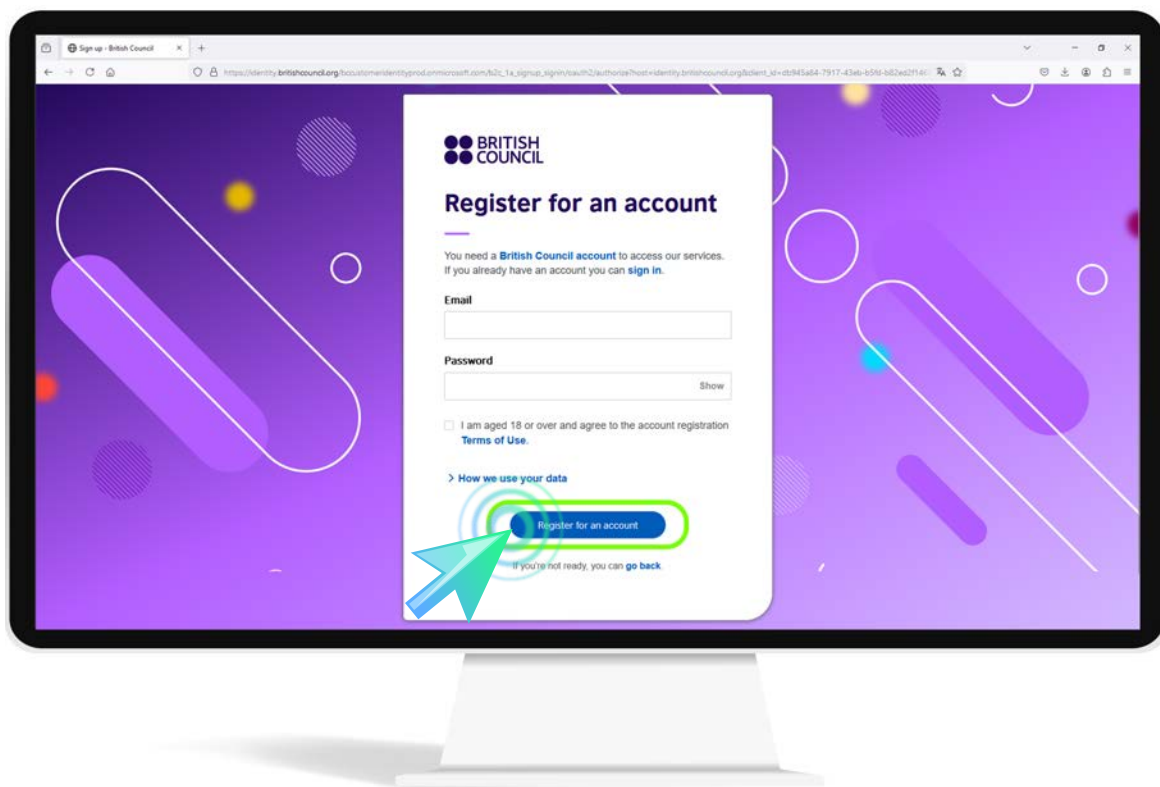 Sign up - British Council
BRITISH
COUNCIL
Register for an account
You need a British Council account to access our services.
If you already have an account you can sign in.
Email
Password
Show
I am aged 18 or over and agree to the account registration
Terms of Use.
How we use your data
Register for an account
If you're not ready, you can go back